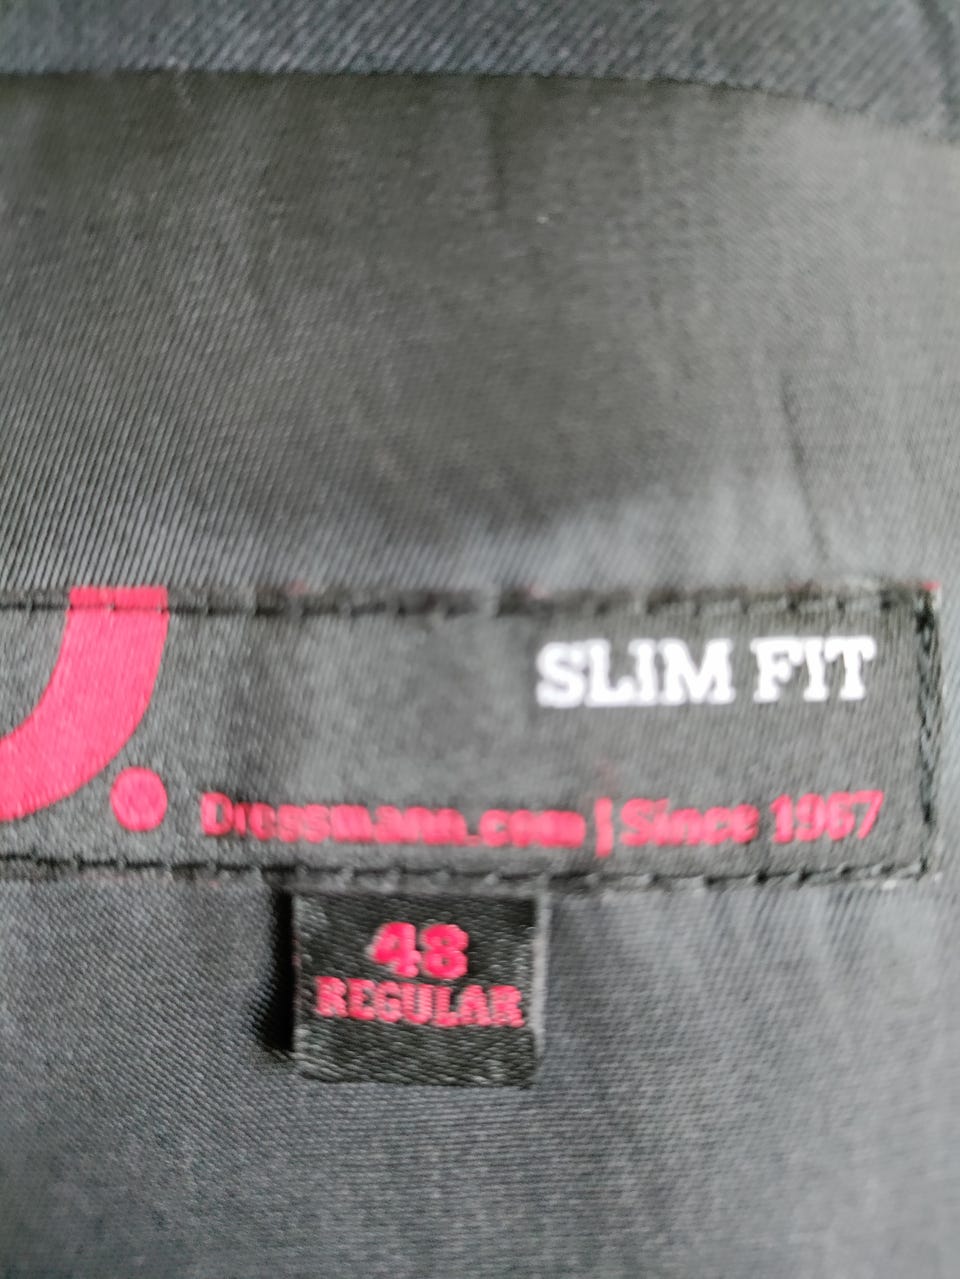 SLIM FIT
Dressmann.com | Since 1967
48
REGULAR